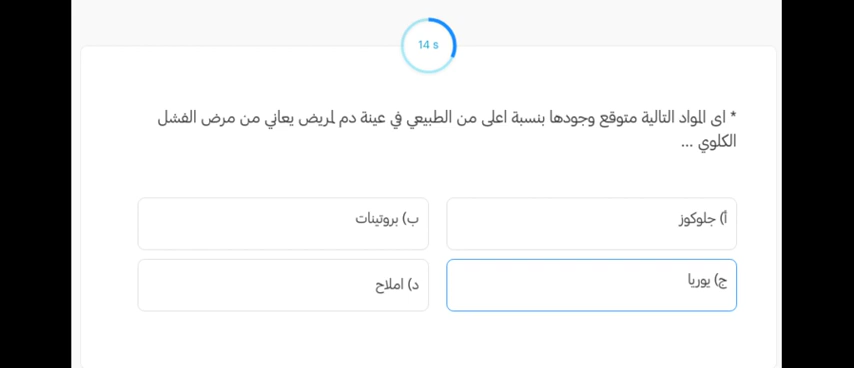 14 s
* اى المواد التالية متوقع وجودها بنسبة اعلى من الطبيعي في عينة دم لمريض يعاني من مرض الفشل
الكلوي ...
أ) جلوكوز
ب) بروتينات
ج) يوريا
د) املاح